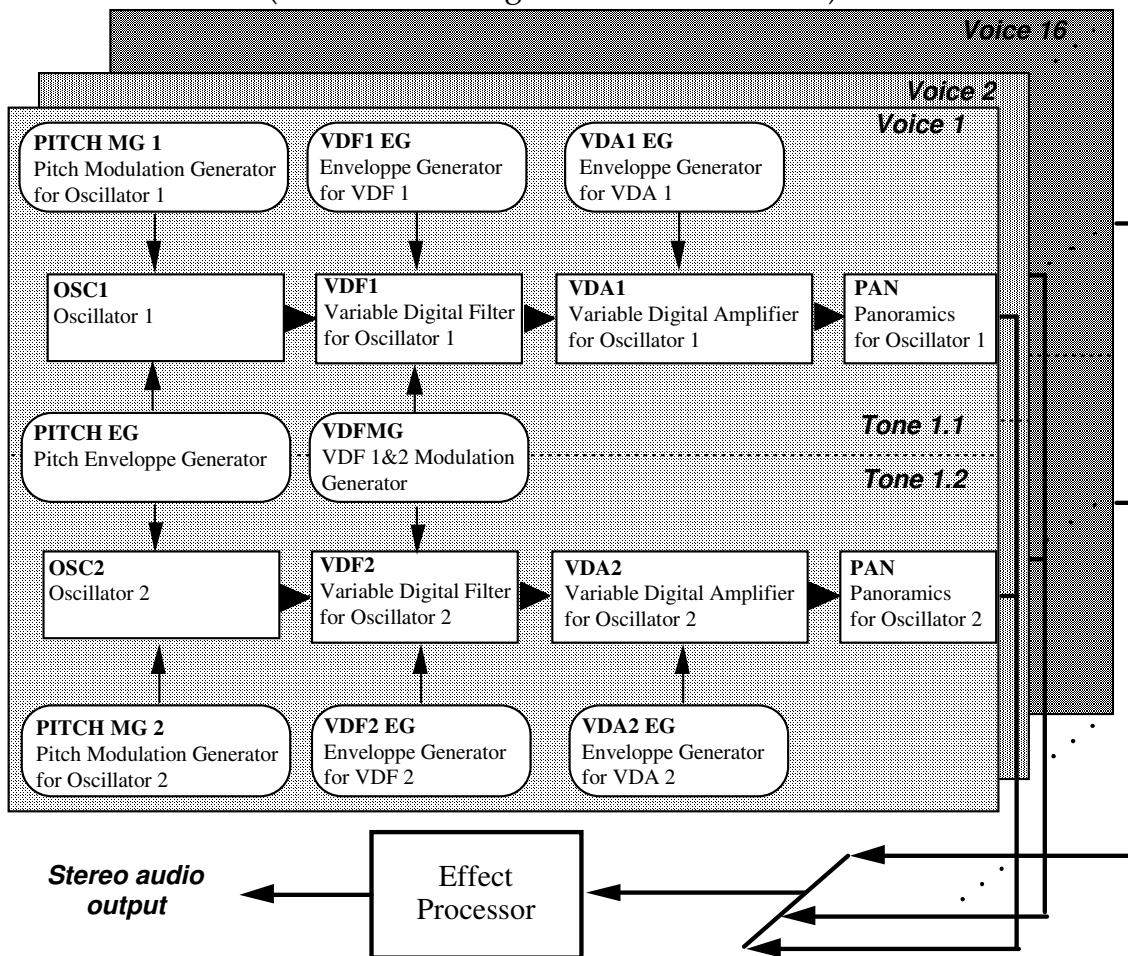 Voice 16
Voice 2
Voice 1
PITCH MG 1
Pitch Modulation Generator
for Oscillator 1
VDF1 EG
Enveloppe Generator
for VDF 1
VDA1 EG
Enveloppe Generator
for VDA 1
OSC1
Oscillator 1
VDF1
Variable Digital Filter
for Oscillator 1
VDA1
Variable Digital Amplifier
for Oscillator 1
PAN
Panoramics
for Oscillator 1
PITCH EG
Pitch Enveloppe Generator
VDFMG
VDF 1&2 Modulation
Generator
Tone 1.1
Tone 1.2
OSC2
Oscillator 2
VDF2
Variable Digital Filter
for Oscillator 2
VDA2
Variable Digital Amplifier
for Oscillator 2
PAN
Panoramics
for Oscillator 2
PITCH MG 2
Pitch Modulation Generator
for Oscillator 2
VDF2 EG
Enveloppe Generator
for VDF 2
VDA2 EG
Enveloppe Generator
for VDA 2
Stereo audio
output
Effect
Processor